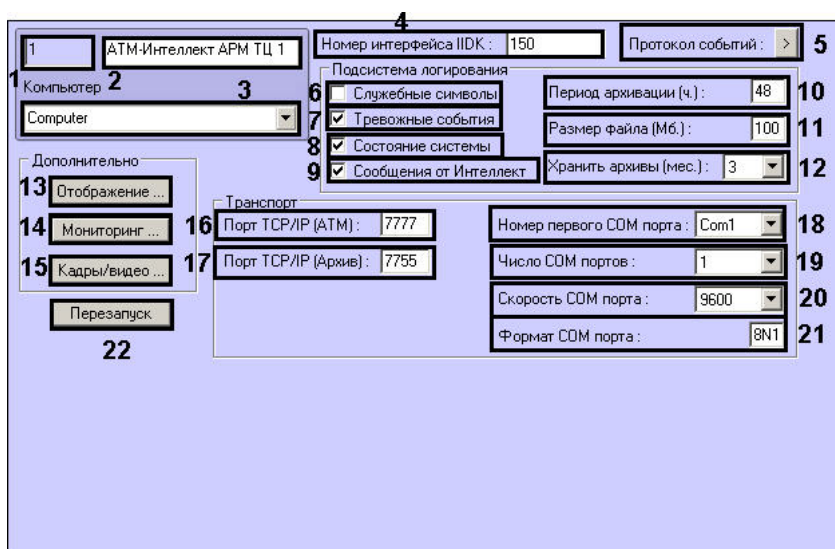 4
1 АТМ-Интеллект АРМ ТЦ 1
Номер интерфейса IIDK : 150
Протокол событий : >
5
1 2 3
Компьютер
Computer
Подсистема логирования
6 Служебные символы
7 Тревожные события
8 Состояние системы
9 Сообщения от Интеллект
Период архивации (ч.) : 48 10
Размер файла (Мб.) : 100 11
Хранить архивы (мес.) : 3 12
Дополнительно
13 Отображение ...
14 Мониторинг ...
15 Кадры/видео ...
Перезапуск
22
Транспорт
16 Порт TCP/IP (АТМ) : 7777
17 Порт TCP/IP (Архив) : 7755
Номер первого COM порта : Com1 18
Число COM портов : 1 19
Скорость COM порта : 9600 20
Формат COM порта : 8N1 21